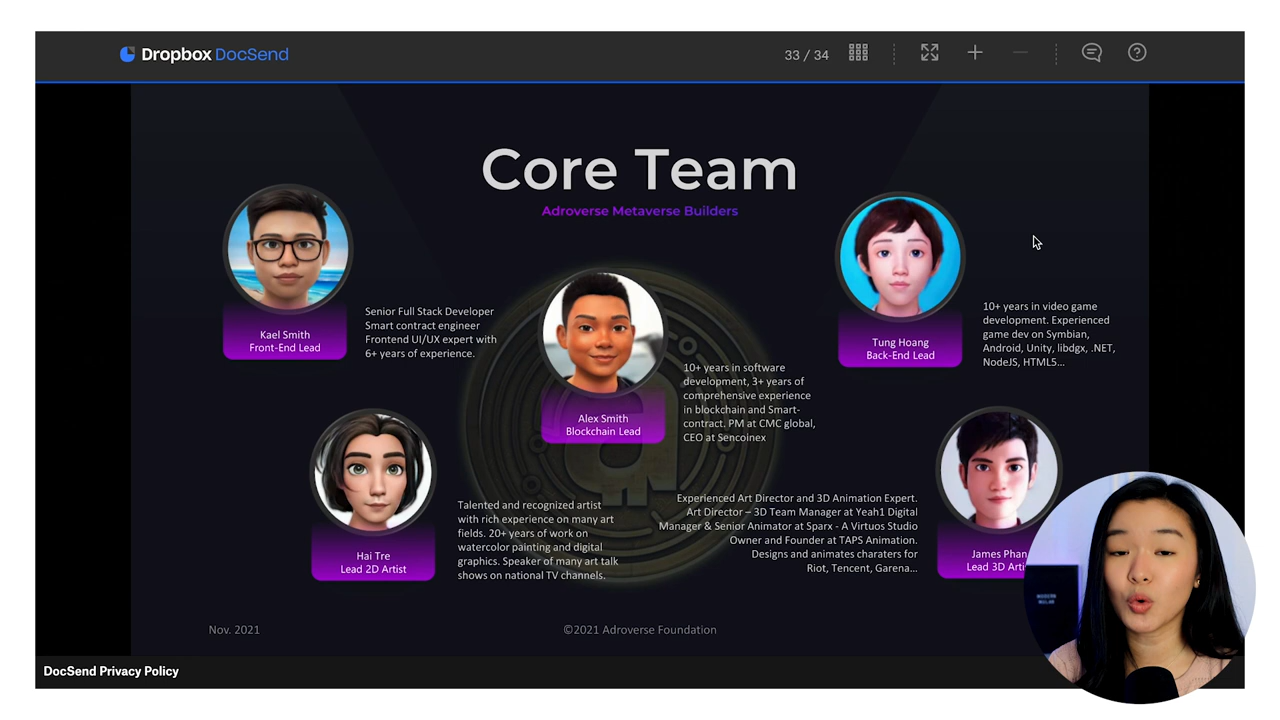 Dropbox DocSend
33 / 34
Core Team
Adroverse Metaverse Builders
Kael Smith
Front-End Lead
Senior Full Stack Developer
Smart contract engineer
Frontend UI/UX expert with
6+ years of experience.
Alex Smith
Blockchain Lead
10+ years in software
development, 3+ years of
comprehensive experience
in blockchain and Smart-
contract. PM at CMC global,
CEO at Sencoinex
Tung Hoang
Back-End Lead
10+ years in video game
development. Experienced
game dev on Symbian,
Android, Unity, libdgx, .NET,
NodeJS, HTML5...
Hai Tre
Lead 2D Artist
Talented and recognized artist
with rich experience on many art
fields. 20+ years of work on
watercolor painting and digital
graphics. Speaker of many art talk
shows on national TV channels.
Experienced Art Director and 3D Animation Expert.
Art Director – 3D Team Manager at Yeah1 Digital
Manager & Senior Animator at Sparx - A Virtuos Studio
Owner and Founder at TAPS Animation.
Designs and animates charaters for
Riot, Tencent, Garena...
James Phan
Lead 3D Arti
Nov. 2021
©2021 Adroverse Foundation
DocSend Privacy Policy